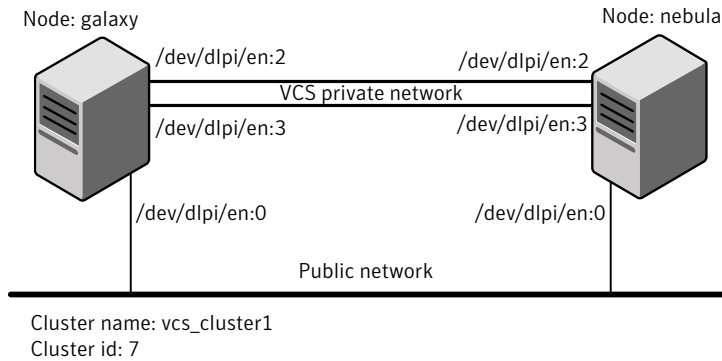 Node: galaxy
Node: nebula
/dev/dlpi/en:2
/dev/dlpi/en:2
VCS private network
/dev/dlpi/en:3
/dev/dlpi/en:3
/dev/dlpi/en:0
/dev/dlpi/en:0
Public network
Cluster name: vcs_cluster1
Cluster id: 7